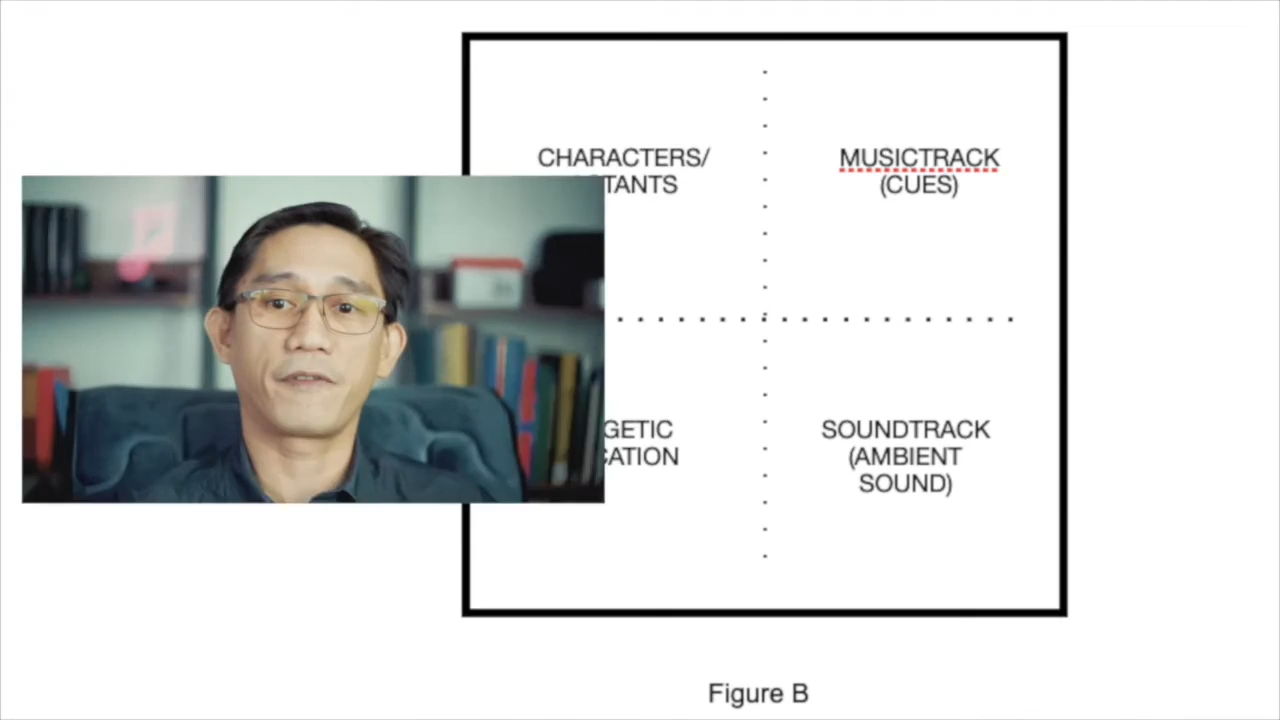 CHARACTERS/
MUSICTRACK
(CUES)
SOUNDTRACK
(AMBIENT
SOUND)
Figure B